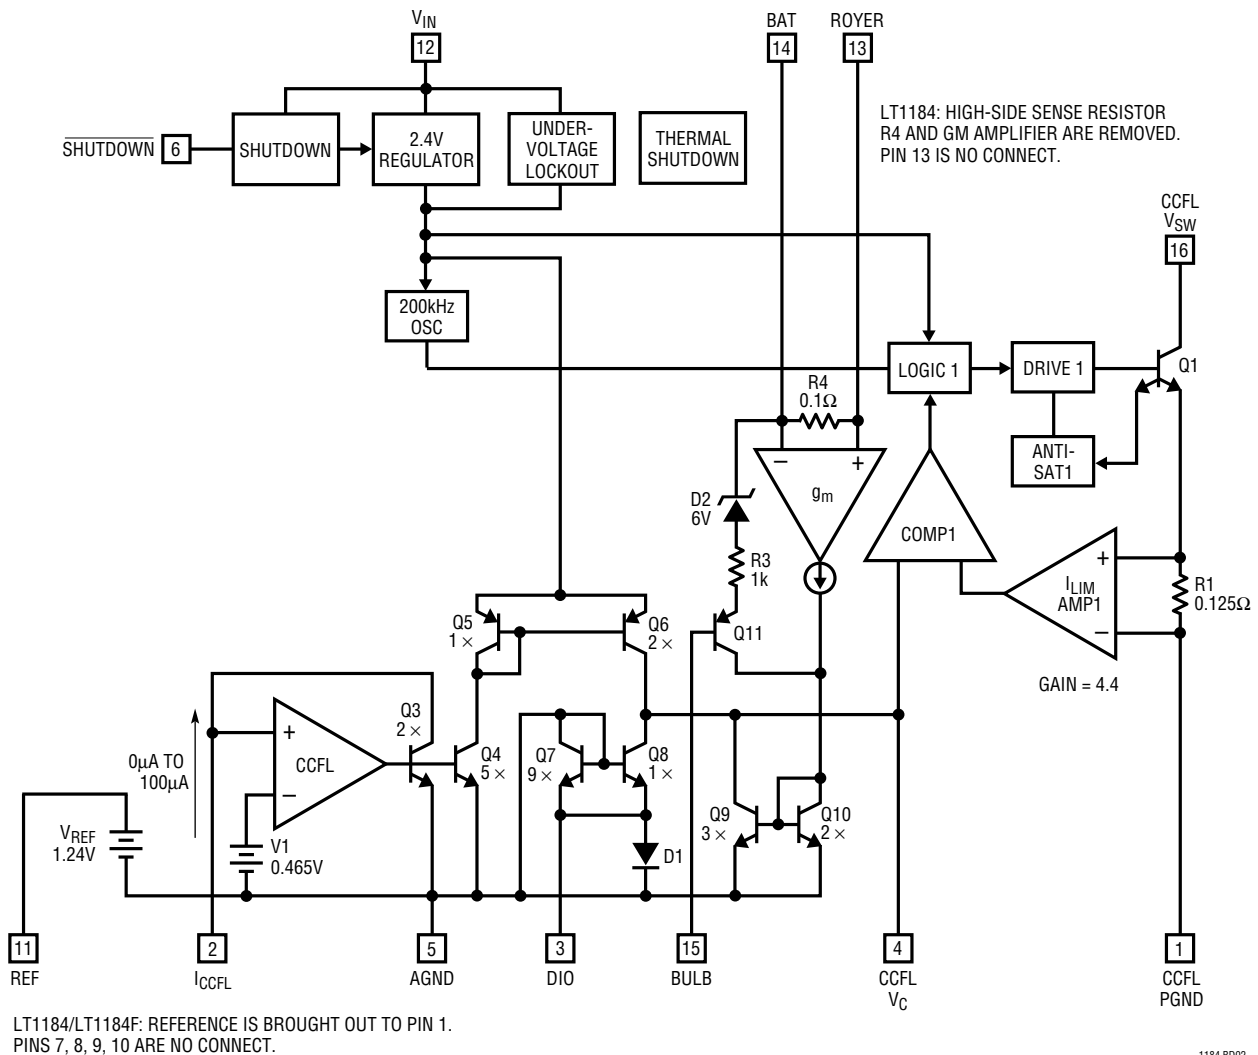 VIN
12
BAT
14
ROYER
13
LT1184: HIGH-SIDE SENSE RESISTOR
R4 AND GM AMPLIFIER ARE REMOVED.
PIN 13 IS NO CONNECT.
SHUTDOWN
6
SHUTDOWN
2.4V
REGULATOR
UNDER-
VOLTAGE
LOCKOUT
THERMAL
SHUTDOWN
CCFL
VSW
16
200kHz
OSC
LOGIC 1
DRIVE 1
Q1
R4
0.1Ω
ANTI-
SAT1
–
+
gm
D2
6V
COMP1
R3
1k
+
ILIM
AMP1
–
R1
0.125Ω
GAIN = 4.4
Q5
1×
Q6
2×
Q11
Q3
2×
0µA TO
100µA
+
CCFL
–
Q4
5×
Q7
9×
Q8
1×
Q9
3×
Q10
2×
VREF
1.24V
V1
0.465V
D1
11
REF
2
ICCFL
5
AGND
3
DIO
15
BULB
4
CCFL
VC
1
CCFL
PGND
LT1184/LT1184F: REFERENCE IS BROUGHT OUT TO PIN 1.
PINS 7, 8, 9, 10 ARE NO CONNECT.
1184 BD02